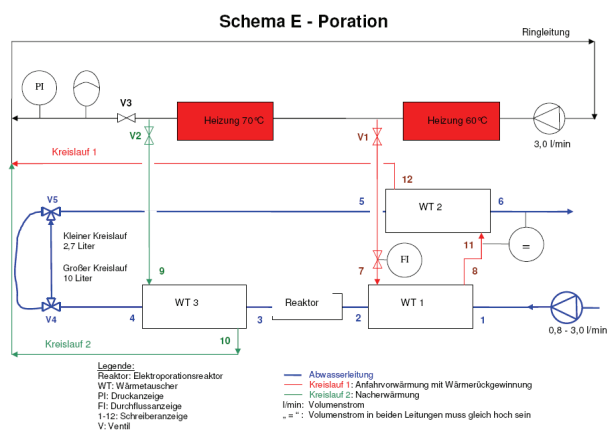 Schema E - Poration
Ringleitung
PI
V3
V2
Heizung 70°C
V1
Heizung 60°C
3,0 l/min
Kreislauf 1
12
V5
5
WT 2
6
Kleiner Kreislauf
2,7 Liter
11
=
Großer Kreislauf
10 Liter
9
7
FI
8
V4
4
WT 3
3
Reaktor
2
WT 1
1
0,8 - 3,0 l/min
10
Kreislauf 2
Legende:
Reaktor: Elektroporationsreaktor
WT: Wärmetauscher
PI: Druckanzeige
FI: Durchflussanzeige
1-12: Schreiberanzeige
V: Ventil
Abwasserleitung
Kreislauf 1: Anfahrvorwärmung mit Wärmerückgewinnung
Kreislauf 2: Nacherwärmung
l/min: Volumenstrom
„ = “ : Volumenstrom in beiden Leitungen muss gleich hoch sein